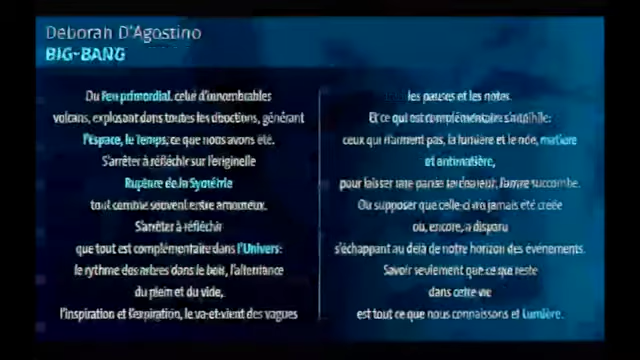 Deborah D'Agostino
BIG-BANG
Du Feu primordial, celui d'innombrables
volcans, explosant dans toutes les directions, générant
l'Espace, le Temps, ce que nous avons été.
S'arrêter à réfléchir sur l'originelle
Rupture de la Symétrie
tout comme souvent entre amoureux.
S'arrêter à réfléchir
que tout est complémentaire dans l'Univers:
le rythme des arbres dans le bois, l'alternance
du plein et du vide,
l'inspiration et l'expiration, le va-et-vient des vagues
les pauses et les notes.
Et ce qui est complémentaire s'annihile:
ceux qui n'aiment pas, la lumière et le noir, matière
et antimatière,
pour laisser une panse l'autre succombe.
Ou supposer que celle-ci n'a jamais été créée
ou, encore, a disparu
s'échappant au delà de notre horizon des événements.
Savoir seulement que ce que reste
dans cette vie
est tout ce que nous connaissons et Lumière.